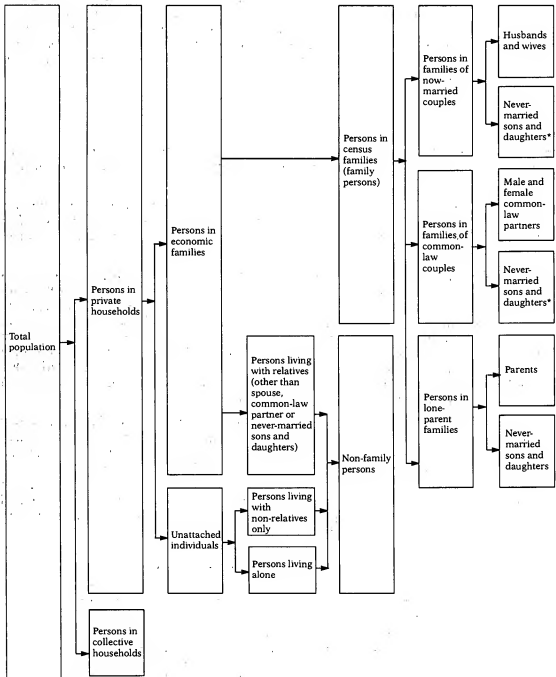 Total
population
Persons in
private
households
Persons in
collective
households
Persons in
economic
families
Unattached
individuals
Persons living
with relatives
(other than
spouse,
common-law
partner or
never-married
sons and
daughters)
Persons living
with
non-relatives
only
Persons living
alone
Persons in
census
families
(family
persons)
Non-family
persons
Persons in
families of
now-
married
couples
Persons in
families of
common-
law
couples
Persons in
lone-
parent
families
Husbands
and wives
Never-
married
sons and
daughters*
Male and
female
common-
law
partners
Never-
married
sons and
daughters*
Parents
Never-
married
sons and
daughters